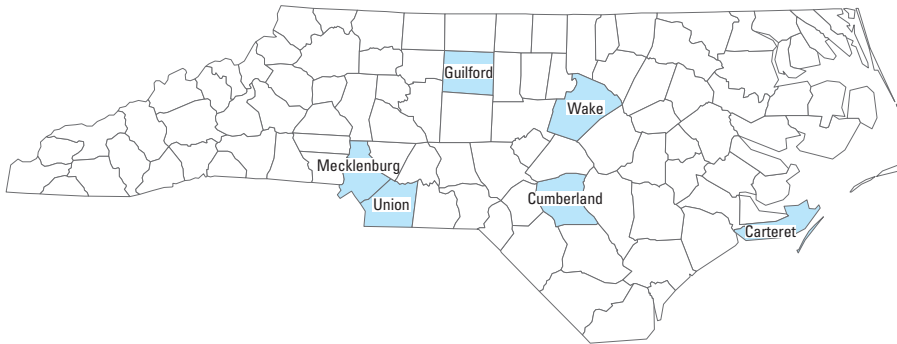 Guilford
Wake
Mecklenburg
Union
Cumberland
Carteret